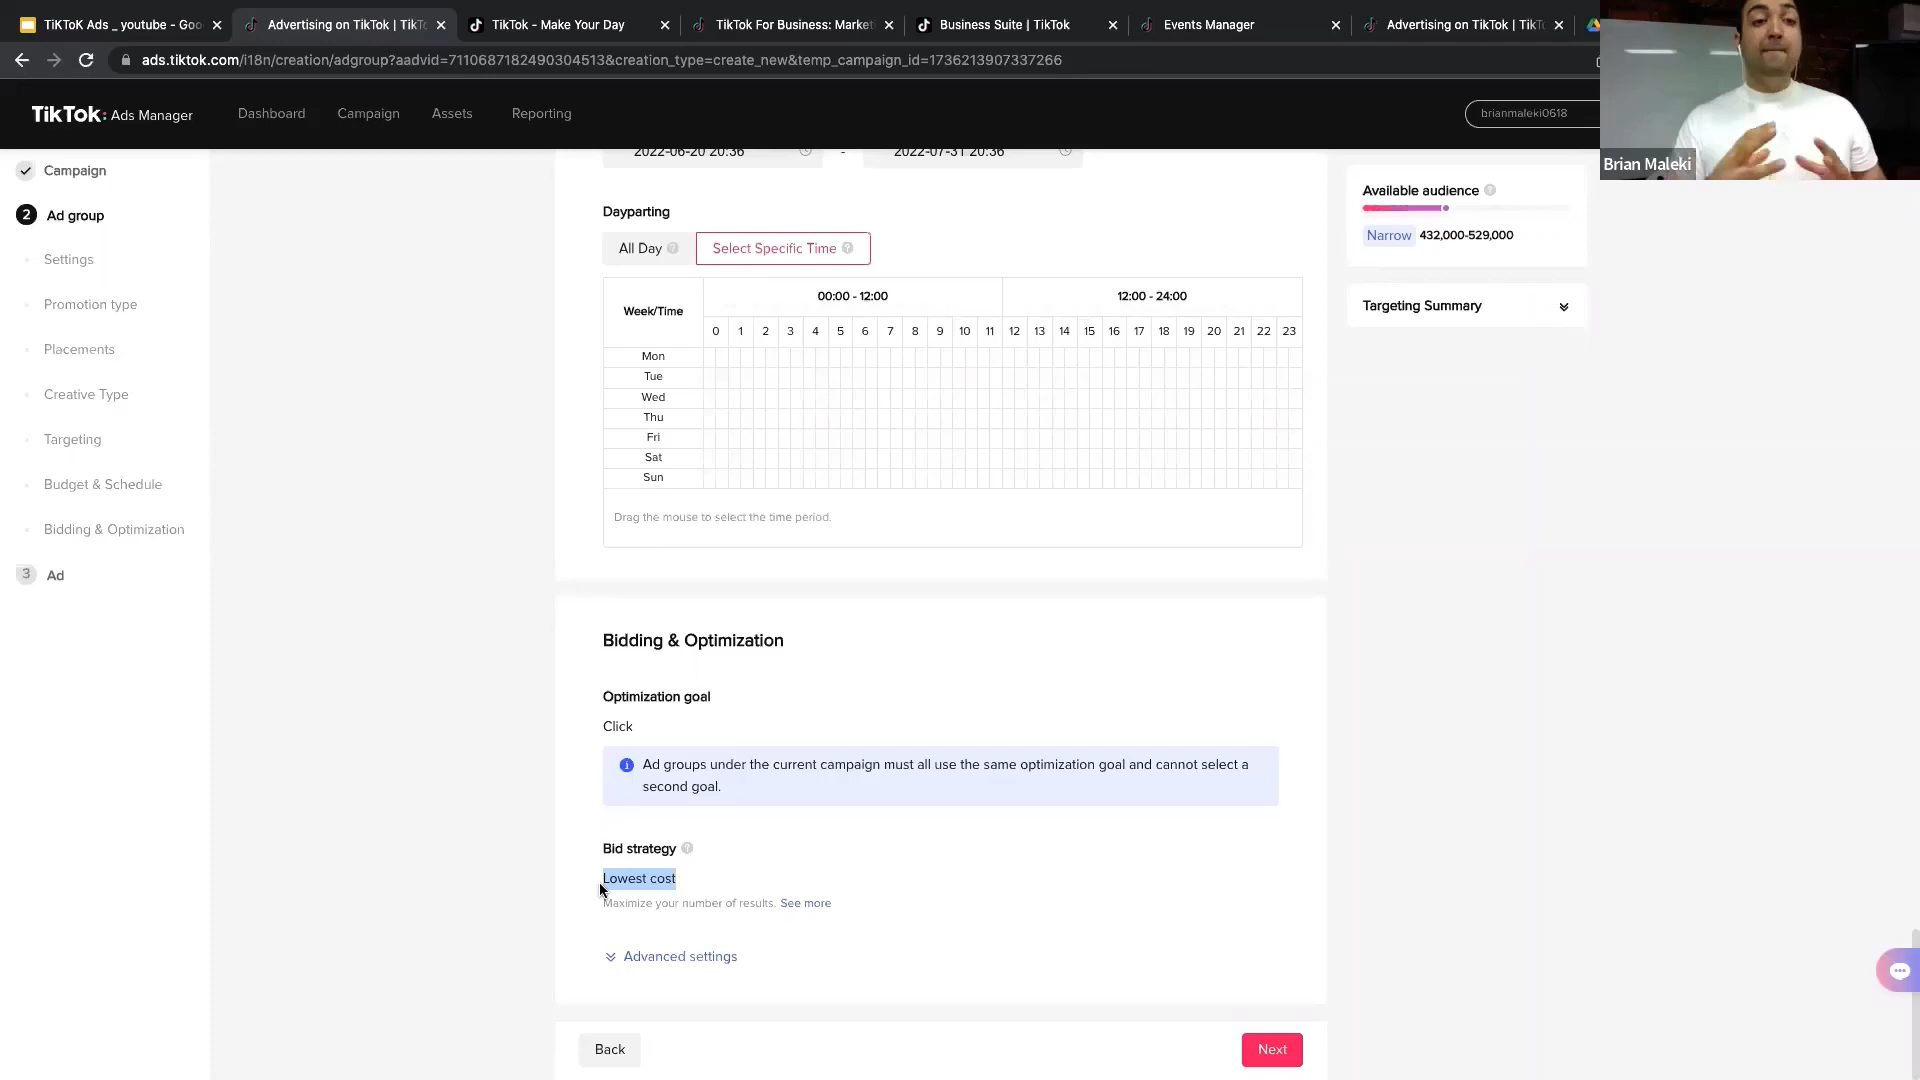 TiKToK Ads _ youtube - Goo
Advertising on TikTok | TikTo
TikTok - Make Your Day
TikTok For Business: Marketi
Business Suite | TikTok
Events Manager
Advertising on TikTok | TikTo
ads.tiktok.com/i18n/creation/adgroup?aadvid=7110687182490304513&creation_type=create_new&temp_campaign_id=1736213907337266
TikTok: Ads Manager
Dashboard
Campaign
Assets
Reporting
brianmaleki0618
Brian Maleki
Campaign
2 Ad group
Settings
Promotion type
Placements
Creative Type
Targeting
Budget & Schedule
Bidding & Optimization
3 Ad
2022-06-20 20:36 - 2022-07-31 20:36
Dayparting
All Day ? Select Specific Time ?
Week/Time
00:00 - 12:00 12:00 - 24:00
0 1 2 3 4 5 6 7 8 9 10 11 12 13 14 15 16 17 18 19 20 21 22 23
Mon
Tue
Wed
Thu
Fri
Sat
Sun
Drag the mouse to select the time period.
Bidding & Optimization
Optimization goal
Click
Ad groups under the current campaign must all use the same optimization goal and cannot select a
second goal.
Bid strategy ?
Lowest cost
Maximize your number of results. See more
Advanced settings
Back
Next
Available audience ?
Narrow 432,000-529,000
Targeting Summary